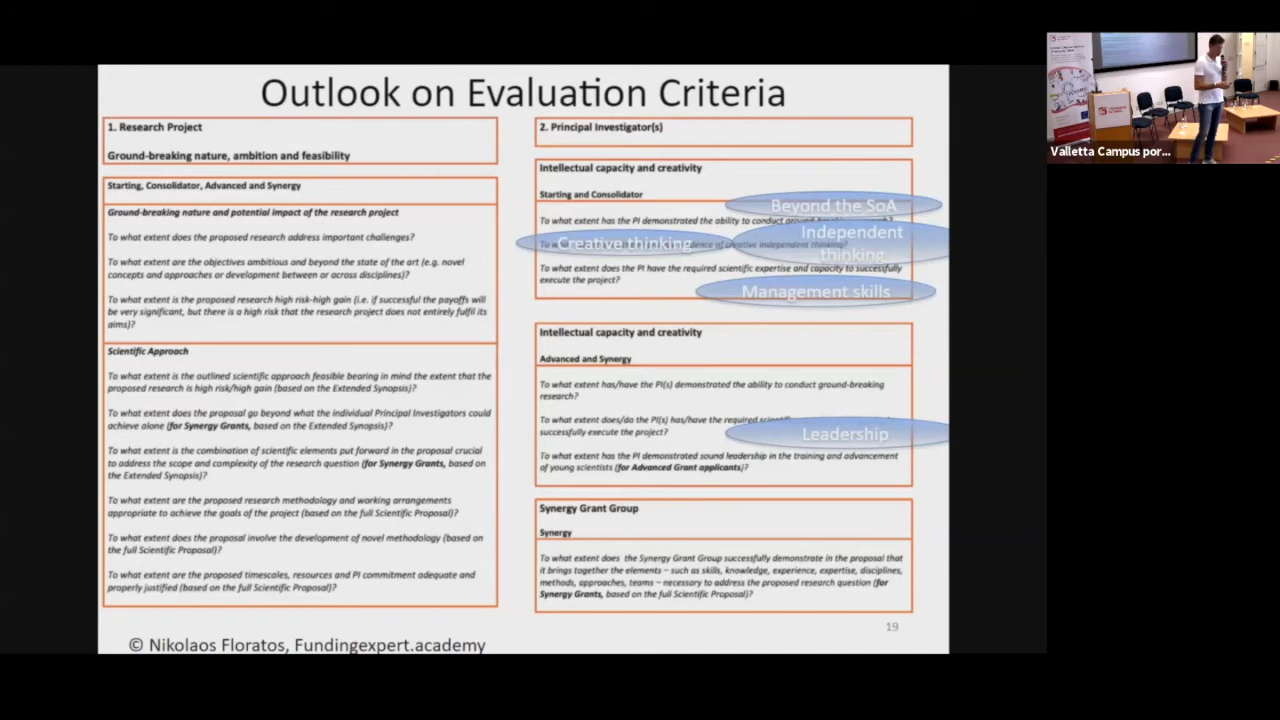 Outlook on Evaluation Criteria
1. Research Project
Ground-breaking nature, ambition and feasibility
Starting, Consolidator, Advanced and Synergy
Ground-breaking nature and potential impact of the research project
To what extent does the proposed research address important challenges?
To what extent are the objectives ambitious and beyond the state of the art (e.g. novel
concepts and approaches or development between or across disciplines)?
To what extent is the proposed research high risk-high gain (i.e. if successful the payoffs will
be very significant, but there is a high risk that the research project does not entirely fulfil its
aims)?
Scientific Approach
To what extent is the outlined scientific approach feasible bearing in mind the extent that the
proposed research is high risk/high gain (based on the Extended Synopsis)?
To what extent does the proposal go beyond what the individual Principal Investigators could
achieve alone (for Synergy Grants, based on the Extended Synopsis)?
To what extent is the combination of scientific elements put forward in the proposal crucial
to address the scope and complexity of the research question (for Synergy Grants, based on
the Extended Synopsis)?
To what extent are the proposed research methodology and working arrangements
appropriate to achieve the goals of the project (based on the full Scientific Proposal)?
To what extent does the proposal involve the development of novel methodology (based on
the full Scientific Proposal)?
To what extent are the proposed timescales, resources and PI commitment adequate and
properly justified (based on the full Scientific Proposal)?
2. Principal Investigator(s)
Intellectual capacity and creativity
Starting and Consolidator
Beyond the SoA
To what extent has the PI demonstrated the ability to conduct
Creative thinking
Independent
thinking
of creative independent thinking?
To what extent does the PI have the required scientific expertise and capacity to successfully
execute the project?
Management skills
Intellectual capacity and creativity
Advanced and Synergy
To what extent has/have the PI(s) demonstrated the ability to conduct ground-breaking
research?
To what extent does/do the PI(s) has/have the required
successfully execute the project?
Leadership
To what extent has the PI demonstrated sound leadership in the training and advancement
of young scientists (for Advanced Grant applicants)?
Synergy Grant Group
Synergy
To what extent does the Synergy Grant Group successfully demonstrate in the proposal that
it brings together the elements – such as skills, knowledge, experience, expertise, disciplines,
methods, approaches, teams – necessary to address the proposed research question (for
Synergy Grants, based on the full Scientific Proposal)?
19
© Nikolaos Floratos, Fundingexpert.academy
Valletta Campus por...